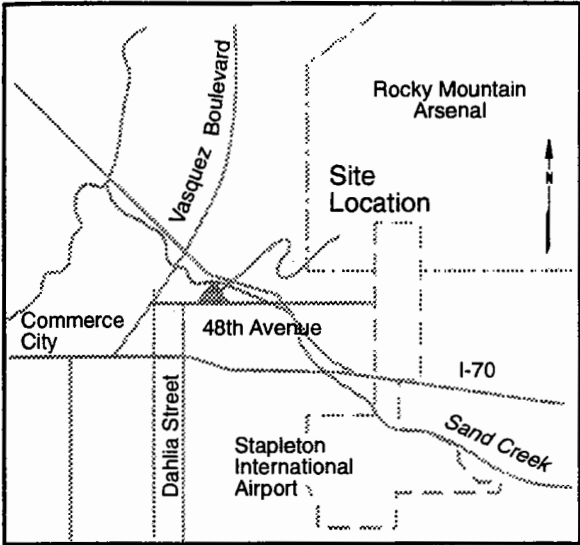 Rocky Mountain
Arsenal
Vasquez Boulevard
N
Site
Location
Commerce
City
48th Avenue
I-70
Dahlia Street
Sand Creek
Stapleton
International
Airport